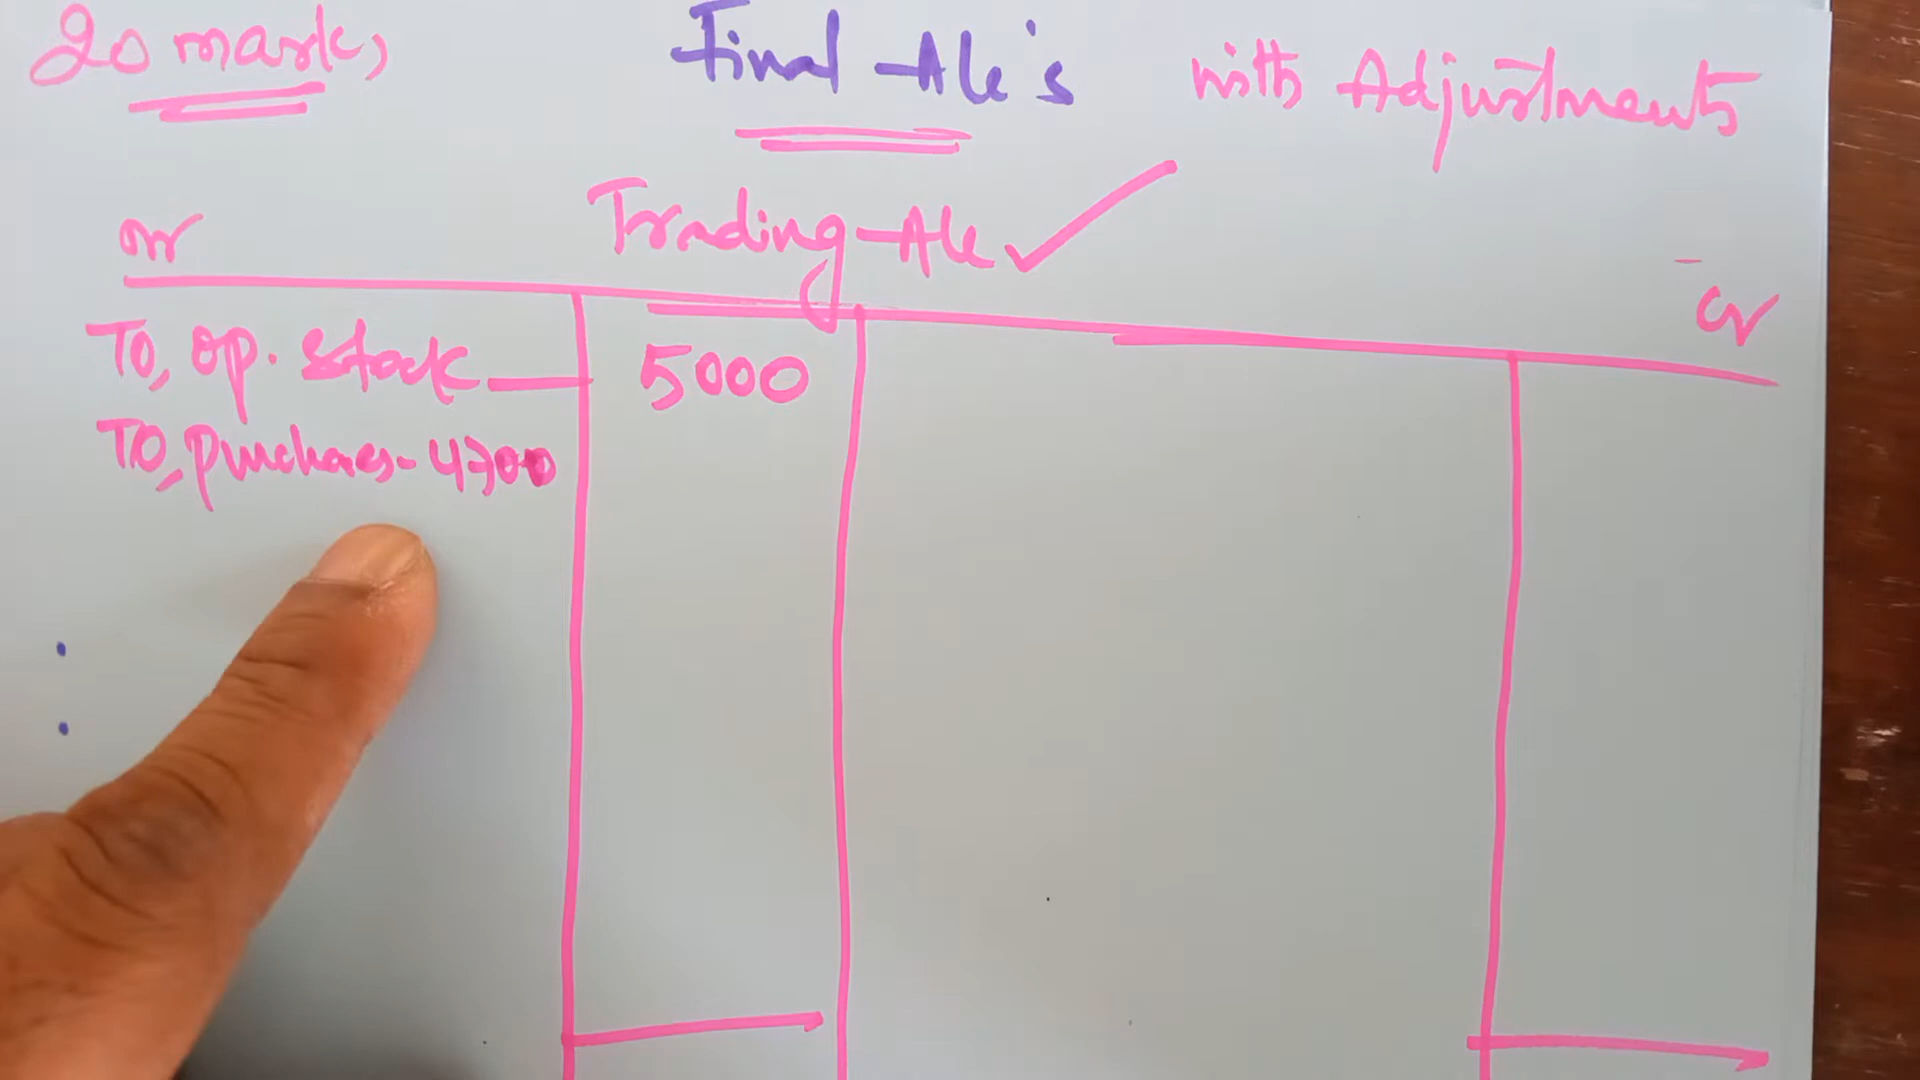 20 marks
Final A/c's with Adjustments
Trading A/c
Dr
Cr
To, op. stock 5000
To, purchases - 4700